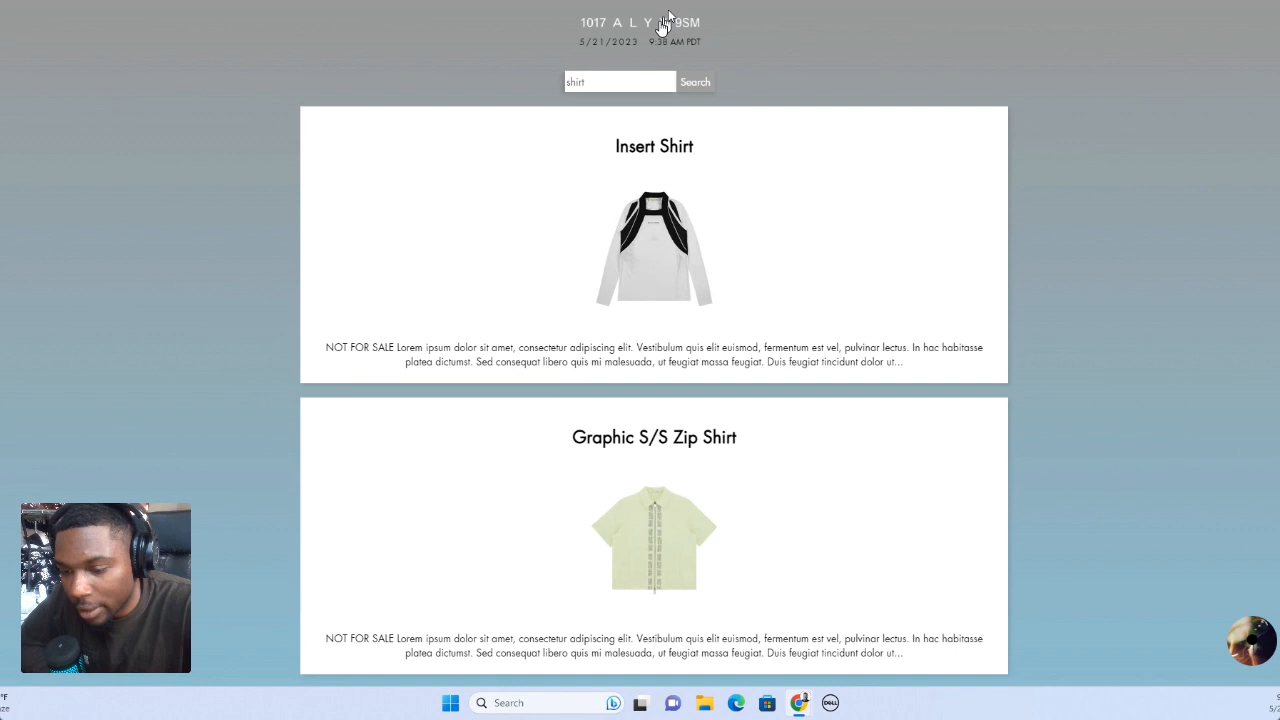 1017 A L Y 9SM
5/21/2023 9:38 AM PDT
shirt Search
Insert Shirt
NOT FOR SALE Lorem ipsum dolor sit amet, consectetur adipiscing elit. Vestibulum quis elit euismod, fermentum est vel, pulvinar lectus. In hac habitasse
platea dictumst. Sed consequat libero quis mi malesuada, ut feugiat massa feugiat. Duis feugiat tincidunt dolor ut...
Graphic S/S Zip Shirt
NOT FOR SALE Lorem ipsum dolor sit amet, consectetur adipiscing elit. Vestibulum quis elit euismod, fermentum est vel, pulvinar lectus. In hac habitasse
platea dictumst. Sed consequat libero quis mi malesuada, ut feugiat massa feugiat. Duis feugiat tincidunt dolor ut...
Search
DELL